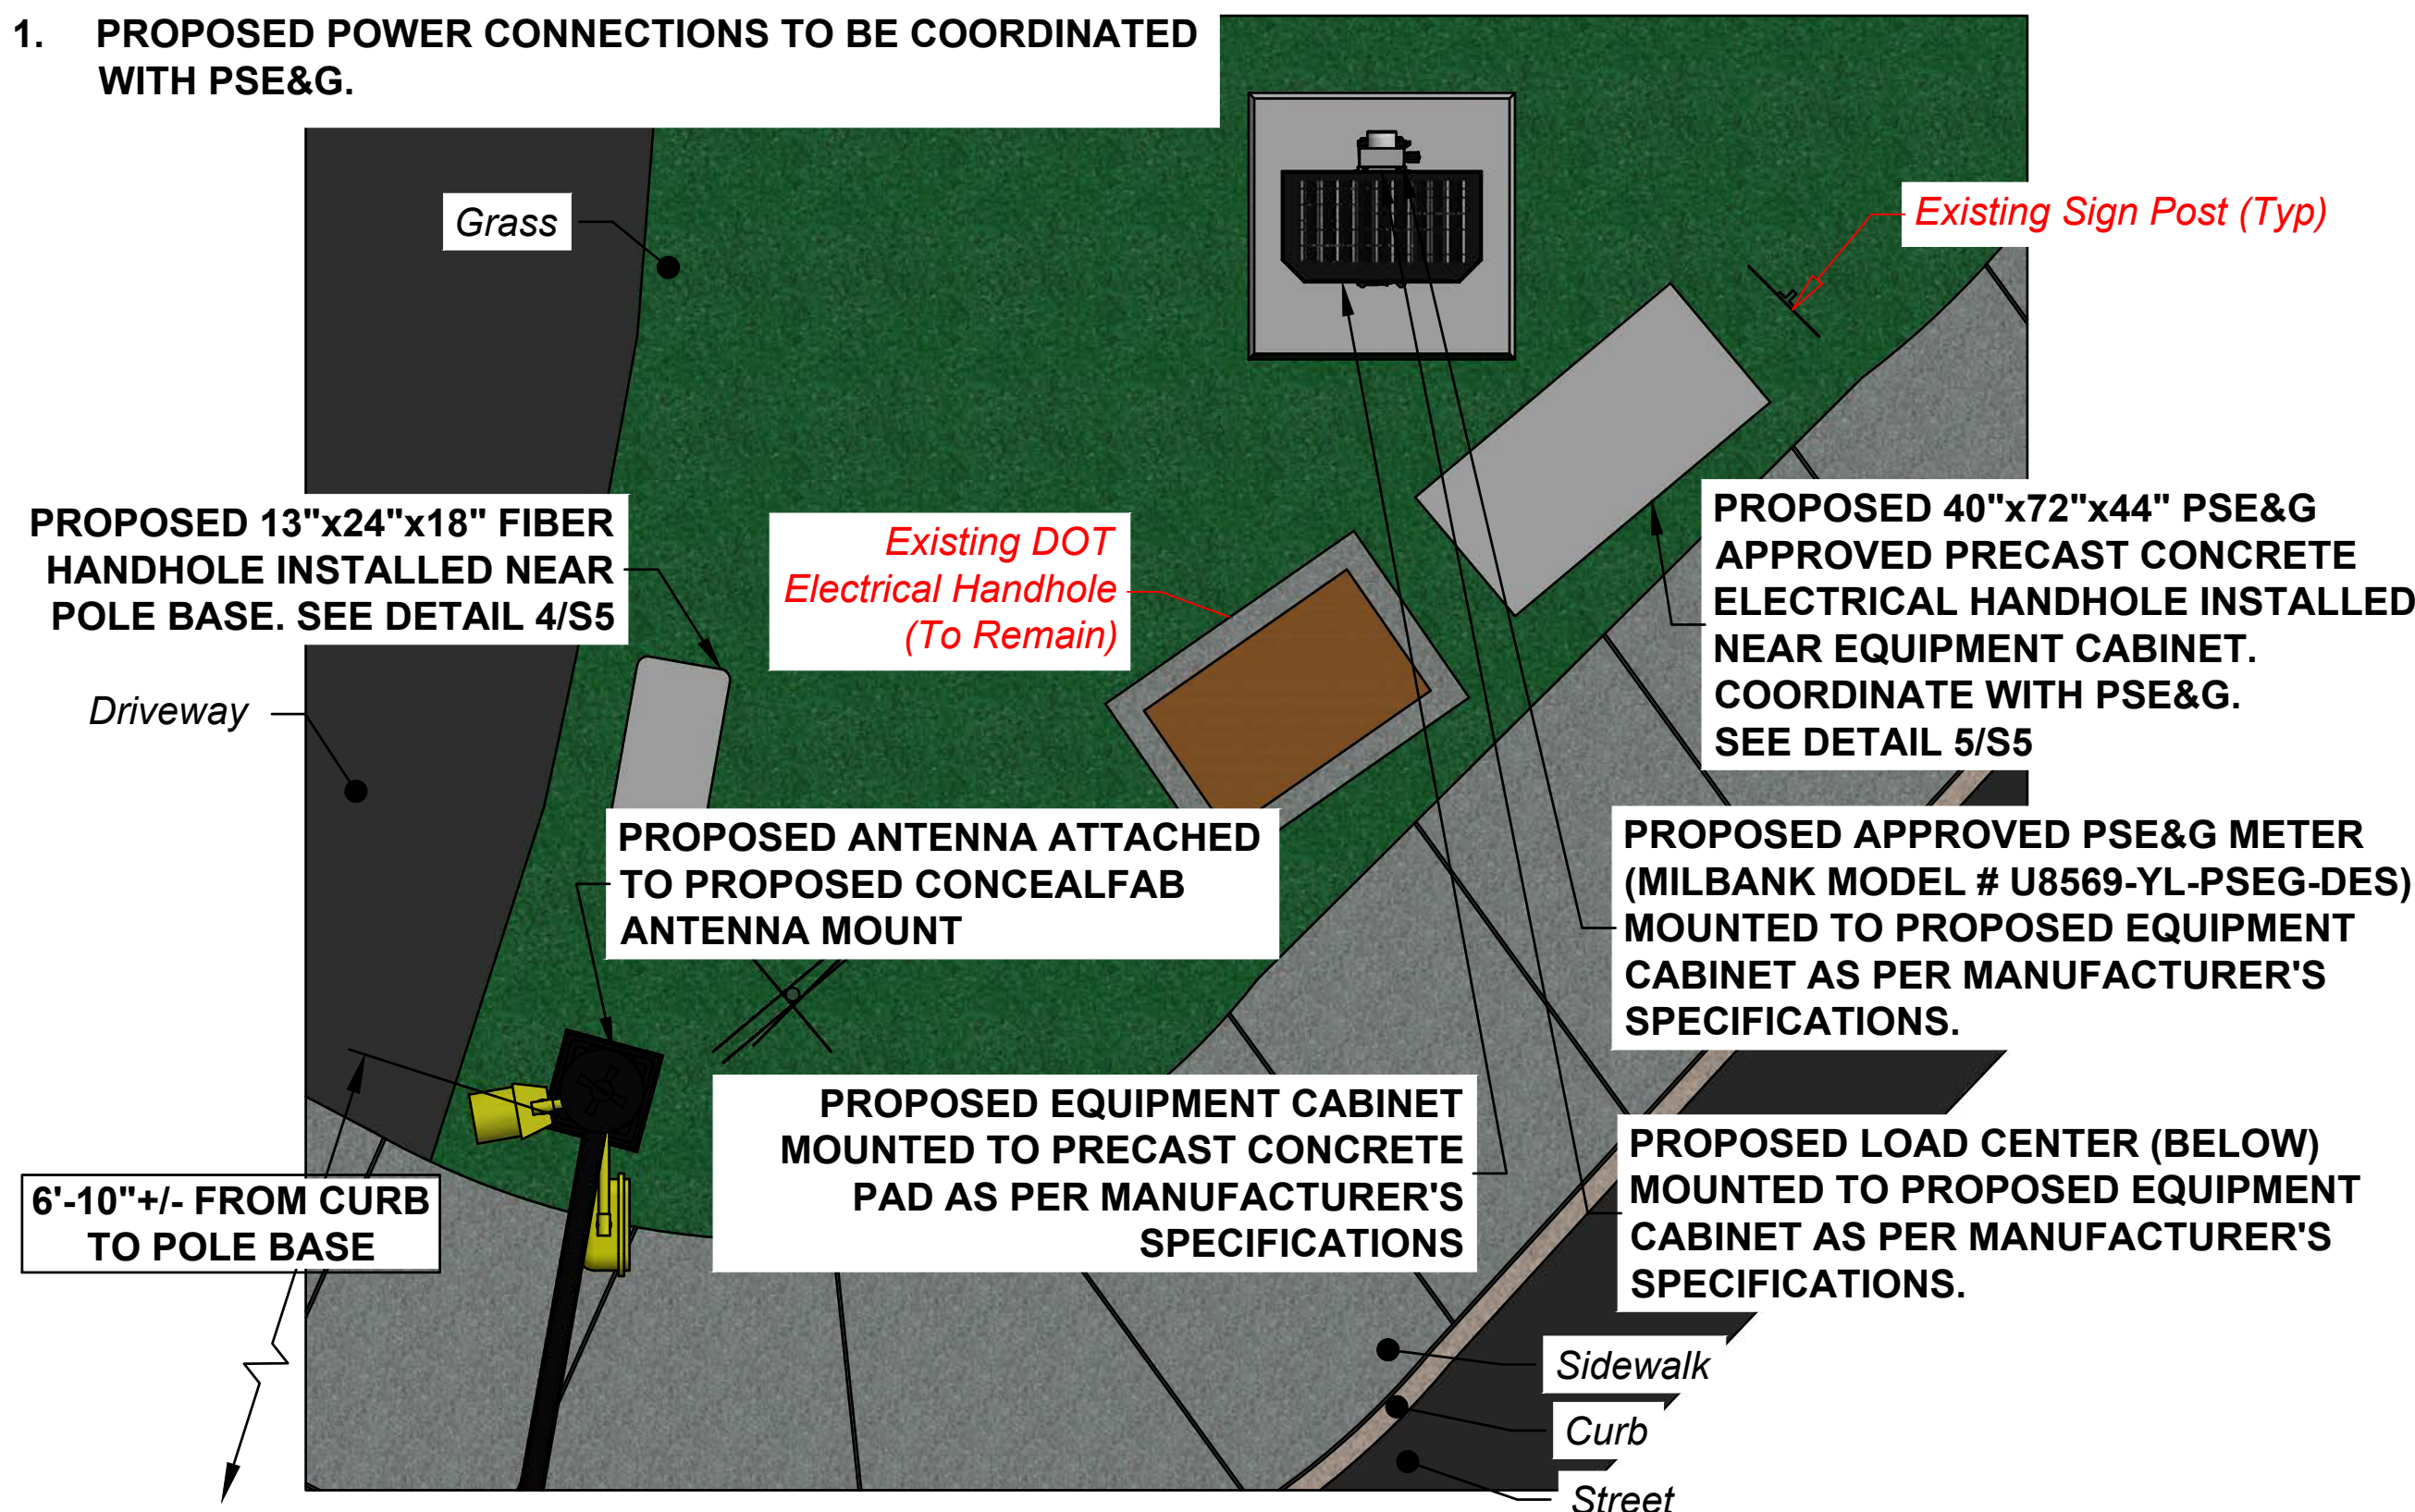 1. PROPOSED POWER CONNECTIONS TO BE COORDINATED
WITH PSE&G.
Grass
Existing Sign Post (Typ)
PROPOSED 13"x24"x18" FIBER
HANDHOLE INSTALLED NEAR
POLE BASE. SEE DETAIL 4/S5
Existing DOT
Electrical Handhole
(To Remain)
PROPOSED 40"x72"x44" PSE&G
APPROVED PRECAST CONCRETE
ELECTRICAL HANDHOLE INSTALLED
NEAR EQUIPMENT CABINET.
COORDINATE WITH PSE&G.
SEE DETAIL 5/S5
Driveway
PROPOSED ANTENNA ATTACHED
TO PROPOSED CONCEALFAB
ANTENNA MOUNT
PROPOSED APPROVED PSE&G METER
(MILBANK MODEL # U8569-YL-PSEG-DES)
MOUNTED TO PROPOSED EQUIPMENT
CABINET AS PER MANUFACTURER'S
SPECIFICATIONS.
PROPOSED EQUIPMENT CABINET
MOUNTED TO PRECAST CONCRETE
PAD AS PER MANUFACTURER'S
SPECIFICATIONS
PROPOSED LOAD CENTER (BELOW)
MOUNTED TO PROPOSED EQUIPMENT
CABINET AS PER MANUFACTURER'S
SPECIFICATIONS.
6'-10"+/- FROM CURB
TO POLE BASE
Sidewalk
Curb
Street